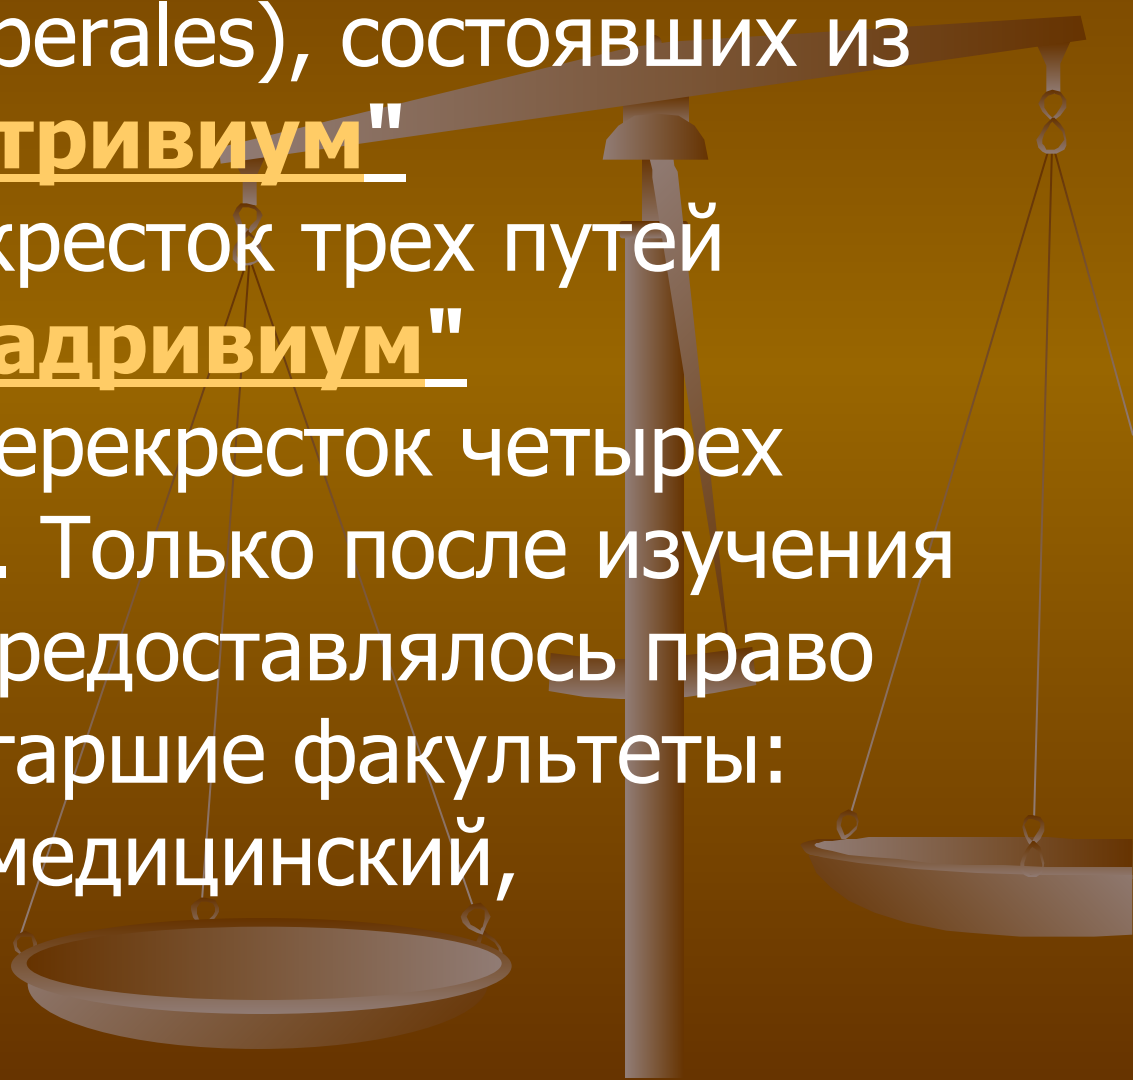 berales), состоявших из
тривиум"
кресток трех путей
адривиум"
ерекресток четырех
. Только после изучения
редоставлялось право
таршие факультеты:
медицинский,